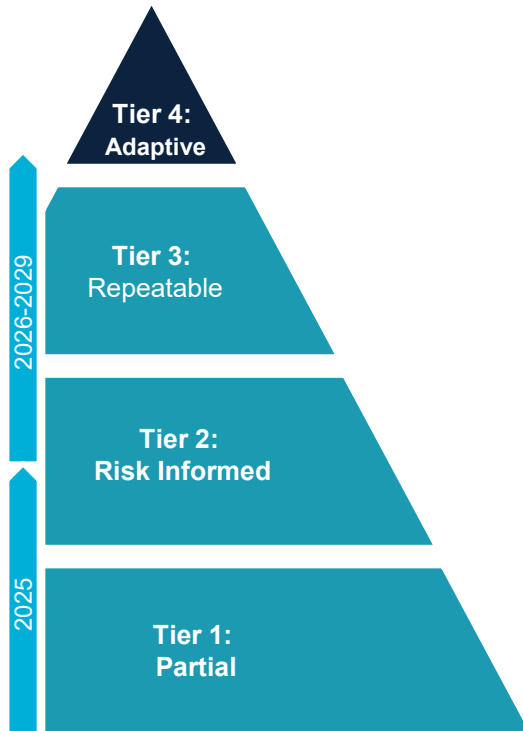 Tier 4:
Adaptive
2026-2029
Tier 3:
Repeatable
Tier 2:
Risk Informed
2025
Tier 1:
Partial